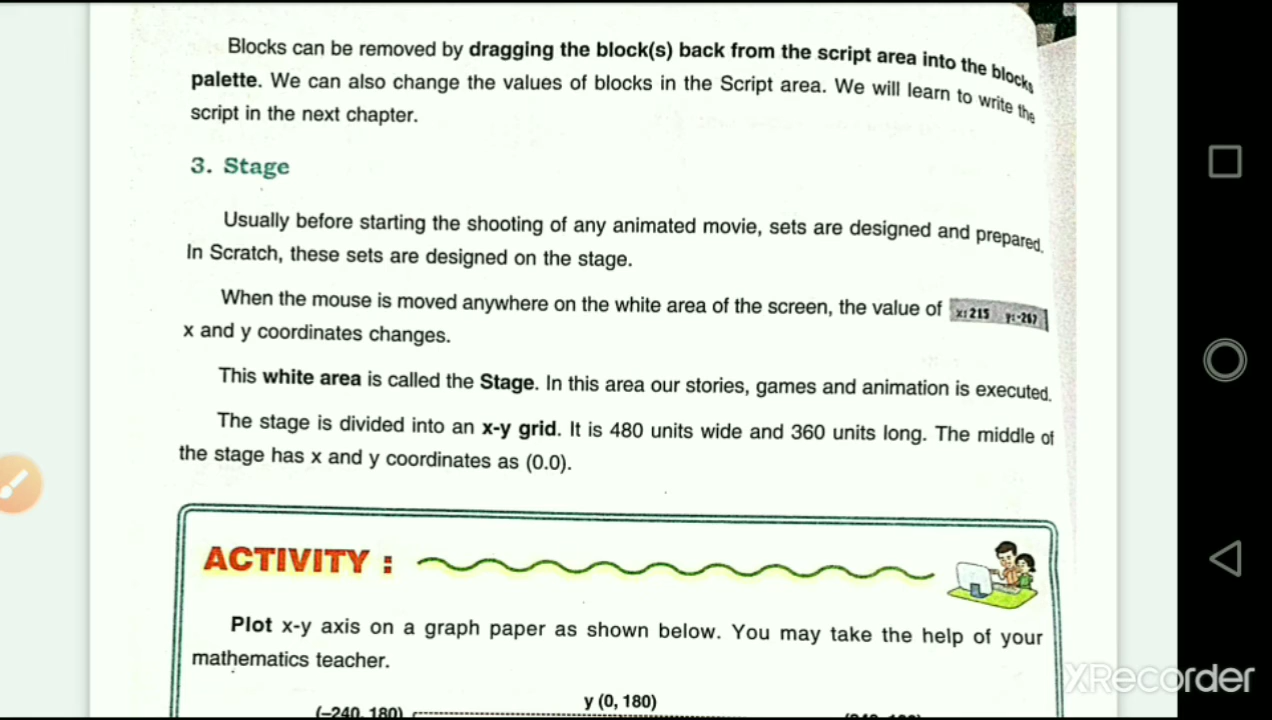 Blocks can be removed by dragging the block(s) back from the script area into the blocks
palette. We can also change the values of blocks in the Script area. We will learn to write the
script in the next chapter.
3. Stage
Usually before starting the shooting of any animated movie, sets are designed and prepared.
In Scratch, these sets are designed on the stage.
When the mouse is moved anywhere on the white area of the screen, the value of x: 215 y: -267
x and y coordinates changes.
This white area is called the Stage. In this area our stories, games and animation is executed.
The stage is divided into an x-y grid. It is 480 units wide and 360 units long. The middle of
the stage has x and y coordinates as (0.0).
ACTIVITY :
Plot x-y axis on a graph paper as shown below. You may take the help of your
mathematics teacher.
y (0, 180)
(–240, 180)
XRecorder